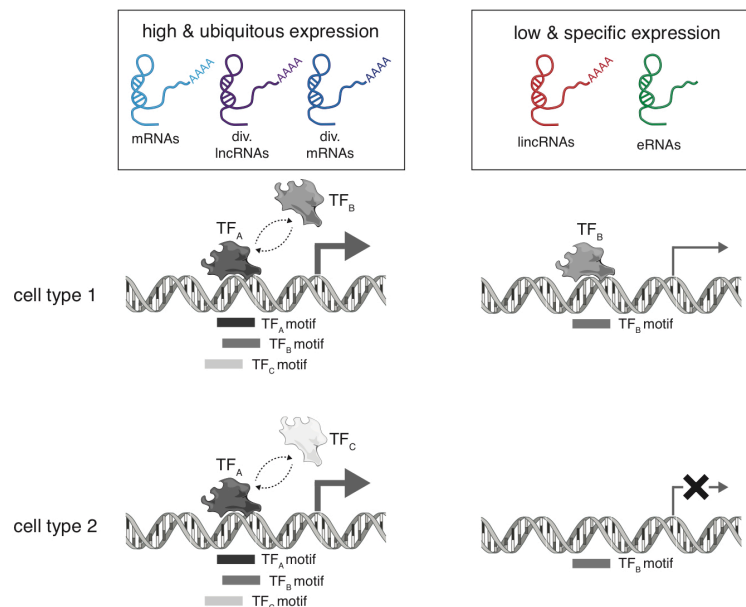 high & ubiquitous expression
low & specific expression
AAAA
AAAA
AAAA
AAAA
mRNAs
div.
lncRNAs
div.
mRNAs
lincRNAs
eRNAs
TFB
TFA
TFB
cell type 1
TFA motif
TFB motif
TFC motif
TFB motif
TFC
TFA
cell type 2
TFA motif
TFB motif
TFC motif
TFB motif